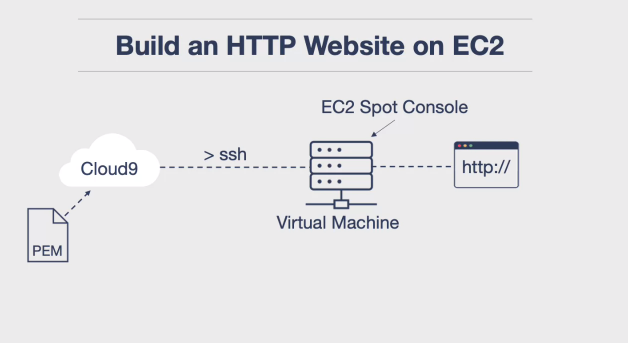 Build an HTTP Website on EC2
EC2 Spot Console
Cloud9
> ssh
http://
PEM
Virtual Machine